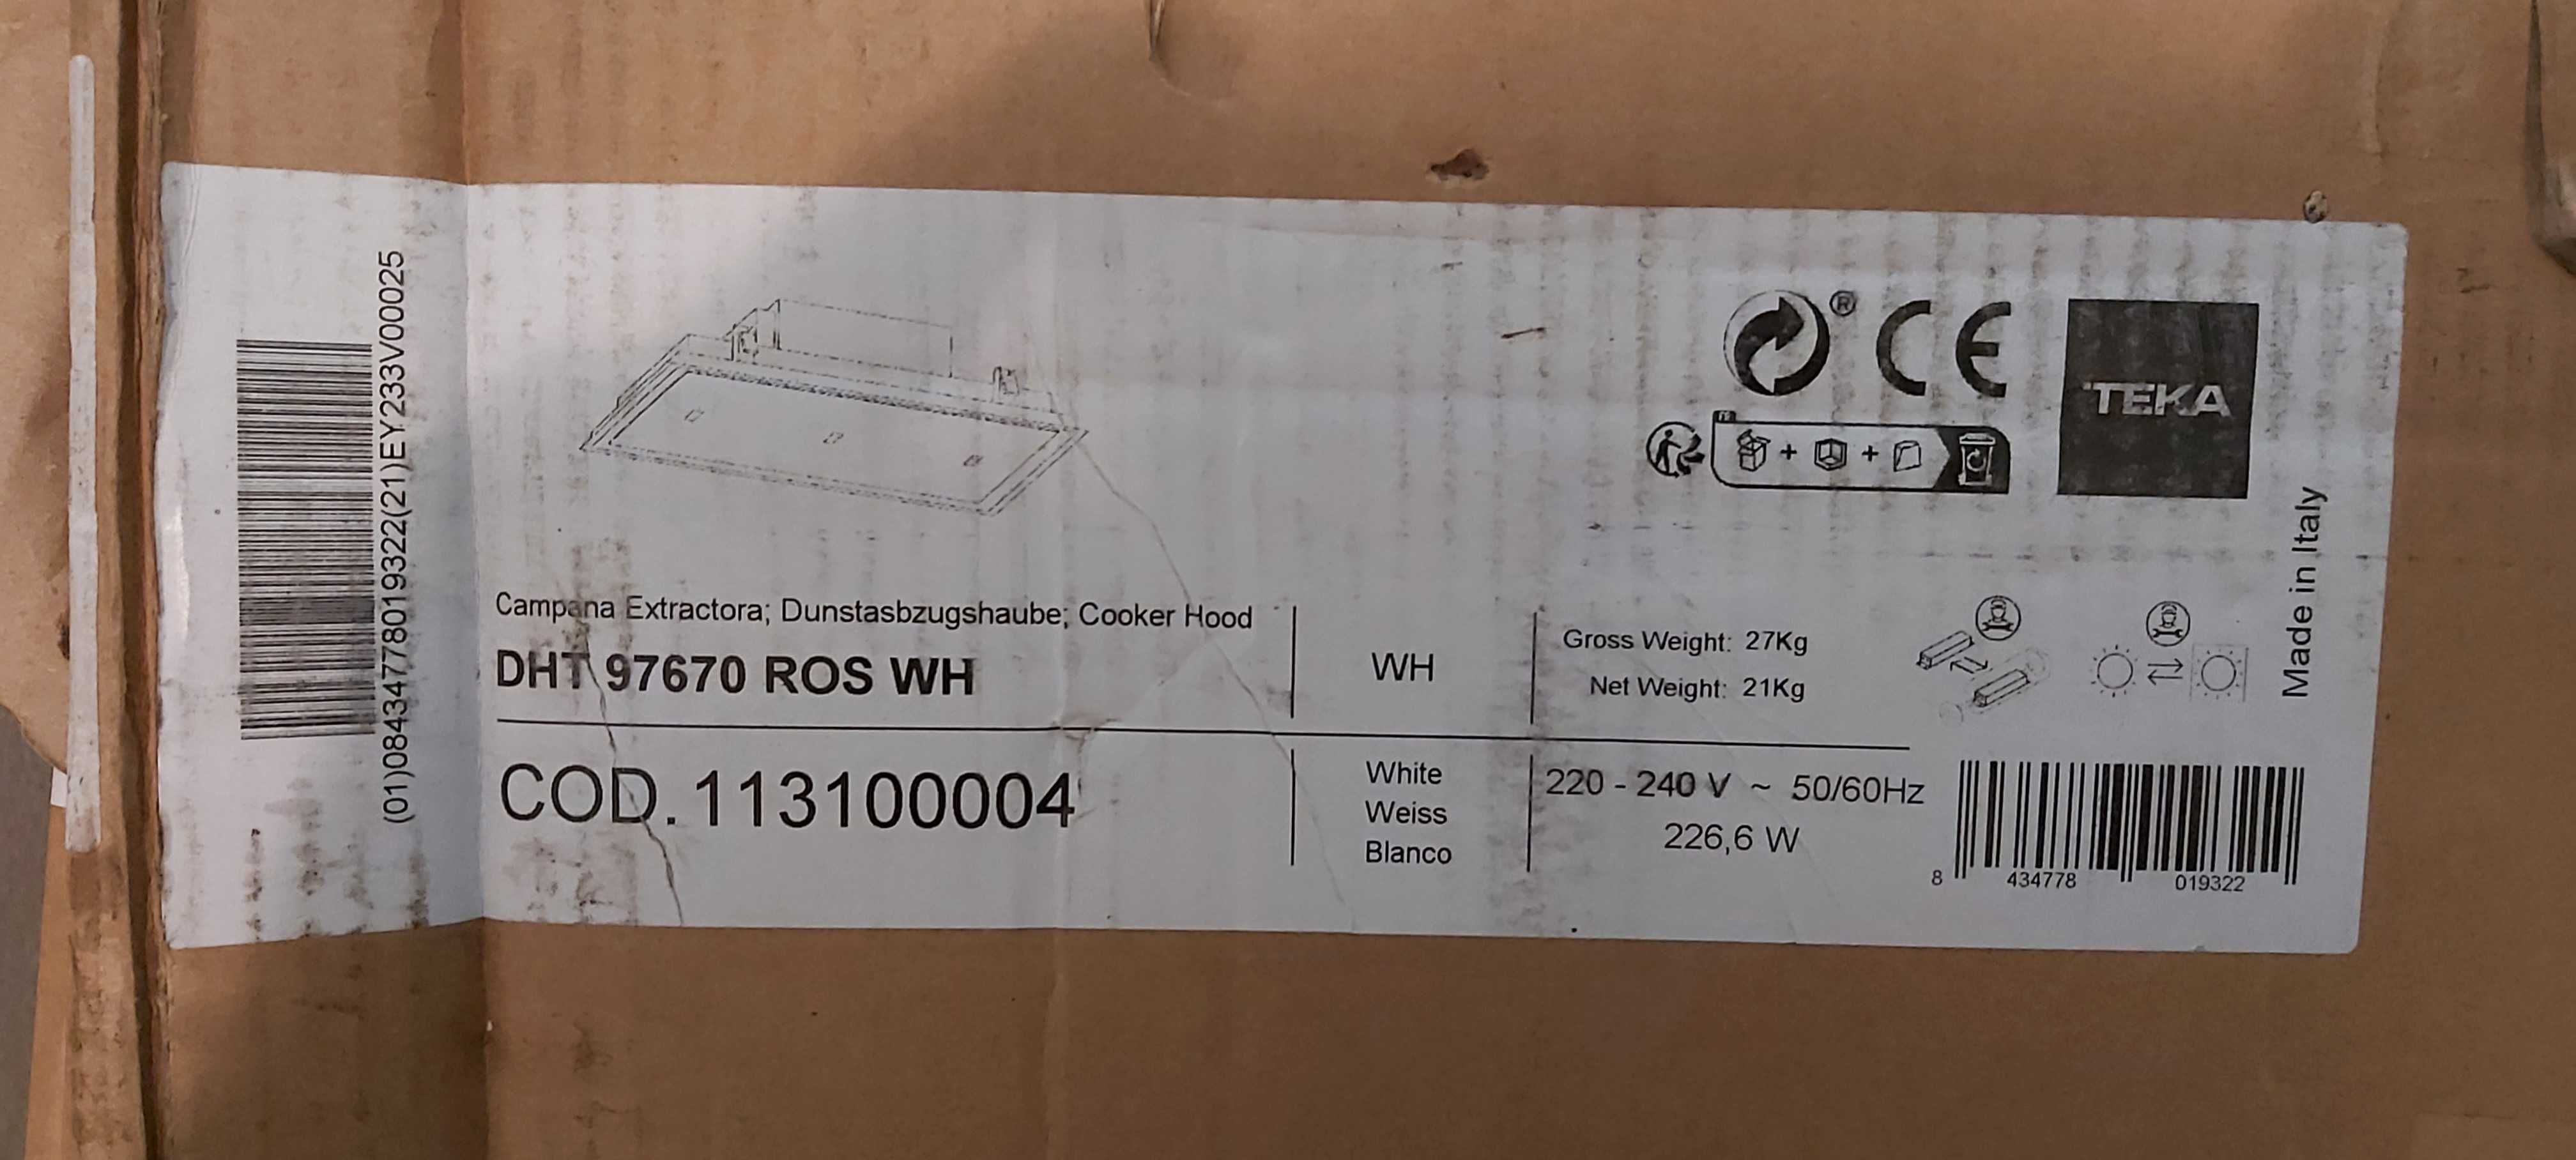 (01)08434778019322(21)EY233V00025
®
CE
TEKA
FR
Made in Italy
Campana Extractora; Dunstasbzugshaube; Cooker Hood
DHT 97670 ROS WH
WH
Gross Weight: 27Kg
Net Weight: 21Kg
COD. 113100004
White
Weiss
Blanco
220 - 240 V ~ 50/60Hz
226,6 W
8 434778 019322